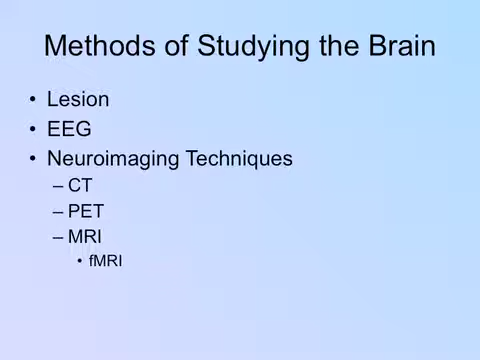 Methods of Studying the Brain
• Lesion
• EEG
• Neuroimaging Techniques
– CT
– PET
– MRI
• fMRI